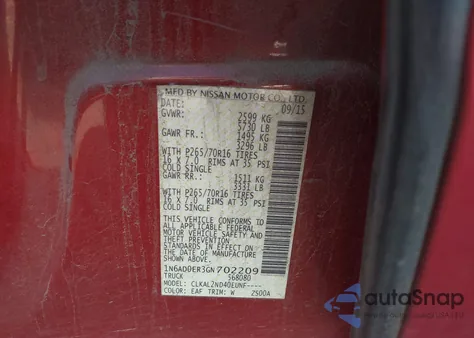 MFD BY NISSAN MOTOR CO., LTD.
DATE: 09/15
GVWR: 2599 KG
5730 LB
GAWR FR.: 1495 KG
3296 LB
WITH P265/70R16 TIRES
16 X 7.0 RIMS AT 35 PSI
COLD SINGLE
GAWR RR.: 1511 KG
3331 LB
WITH P265/70R16 TIRES
16 X 7.0 RIMS AT 35 PSI
COLD SINGLE
THIS VEHICLE CONFORMS TO
ALL APPLICABLE FEDERAL
MOTOR VEHICLE SAFETY
STANDARDS IN EFFECT ON
THE DATE OF MANUFACTURE
SHOWN ABOVE.
1N6AD0ER3GN702209
TRUCK 568080
MODEL: CLKALZND40EUNF----
COLOR: EAF TRIM: W 2500A
autoSnap
www.autosnap.com